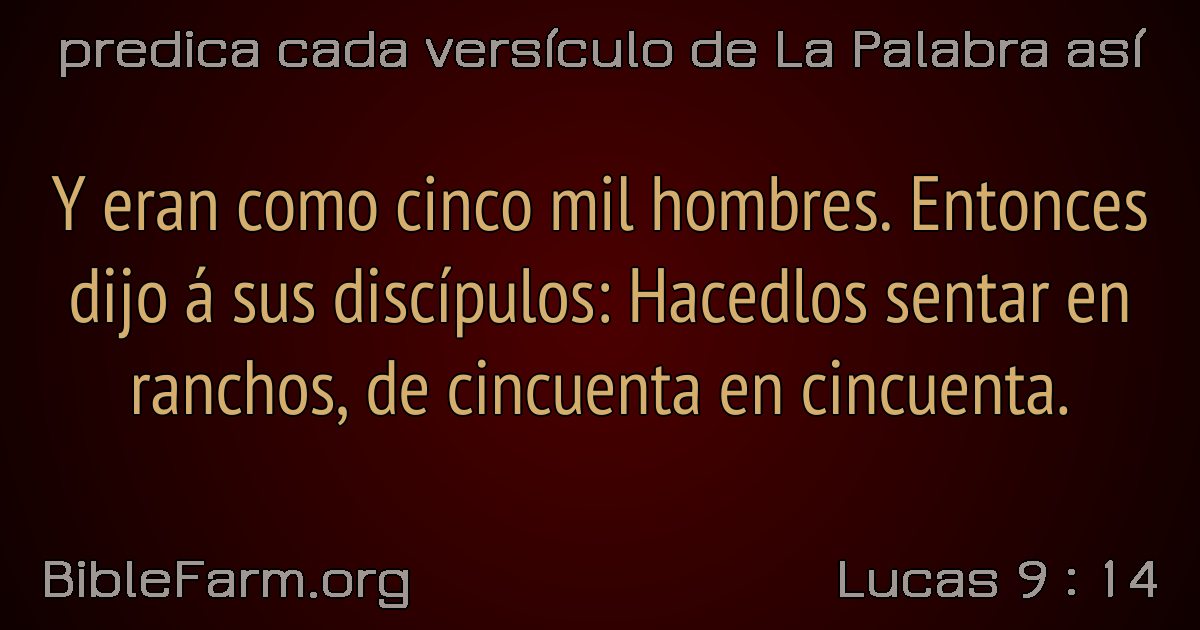 predica cada versículo de La Palabra así
Y eran como cinco mil hombres. Entonces
dijo á sus discípulos: Hacedlos sentar en
ranchos, de cincuenta en cincuenta.
BibleFarm.org
Lucas 9 : 14